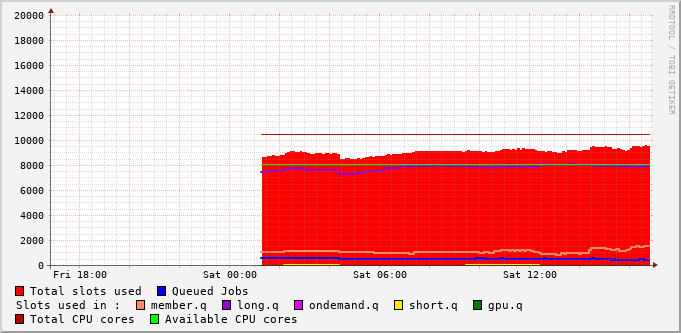 20000
18000
16000
14000
12000
10000
8000
6000
4000
2000
0
Fri 18:00 Sat 00:00 Sat 06:00 Sat 12:00
Total slots used Queued Jobs
Slots used in : member.q long.q ondemand.q short.q gpu.q
Total CPU cores Available CPU cores
RRDTOOL / TOBI OETIKER